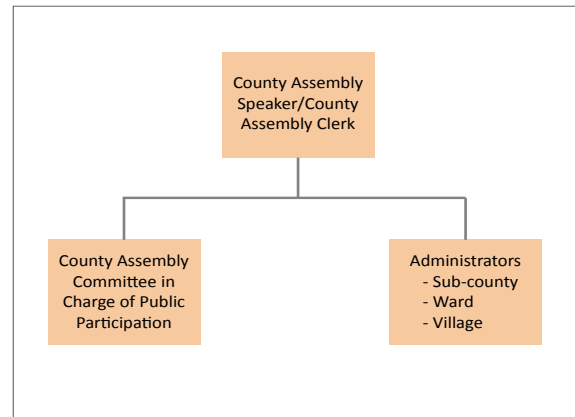 County Assembly
Speaker/County
Assembly Clerk
County Assembly
Committee in
Charge of Public
Participation
Administrators
- Sub-county
- Ward
- Village